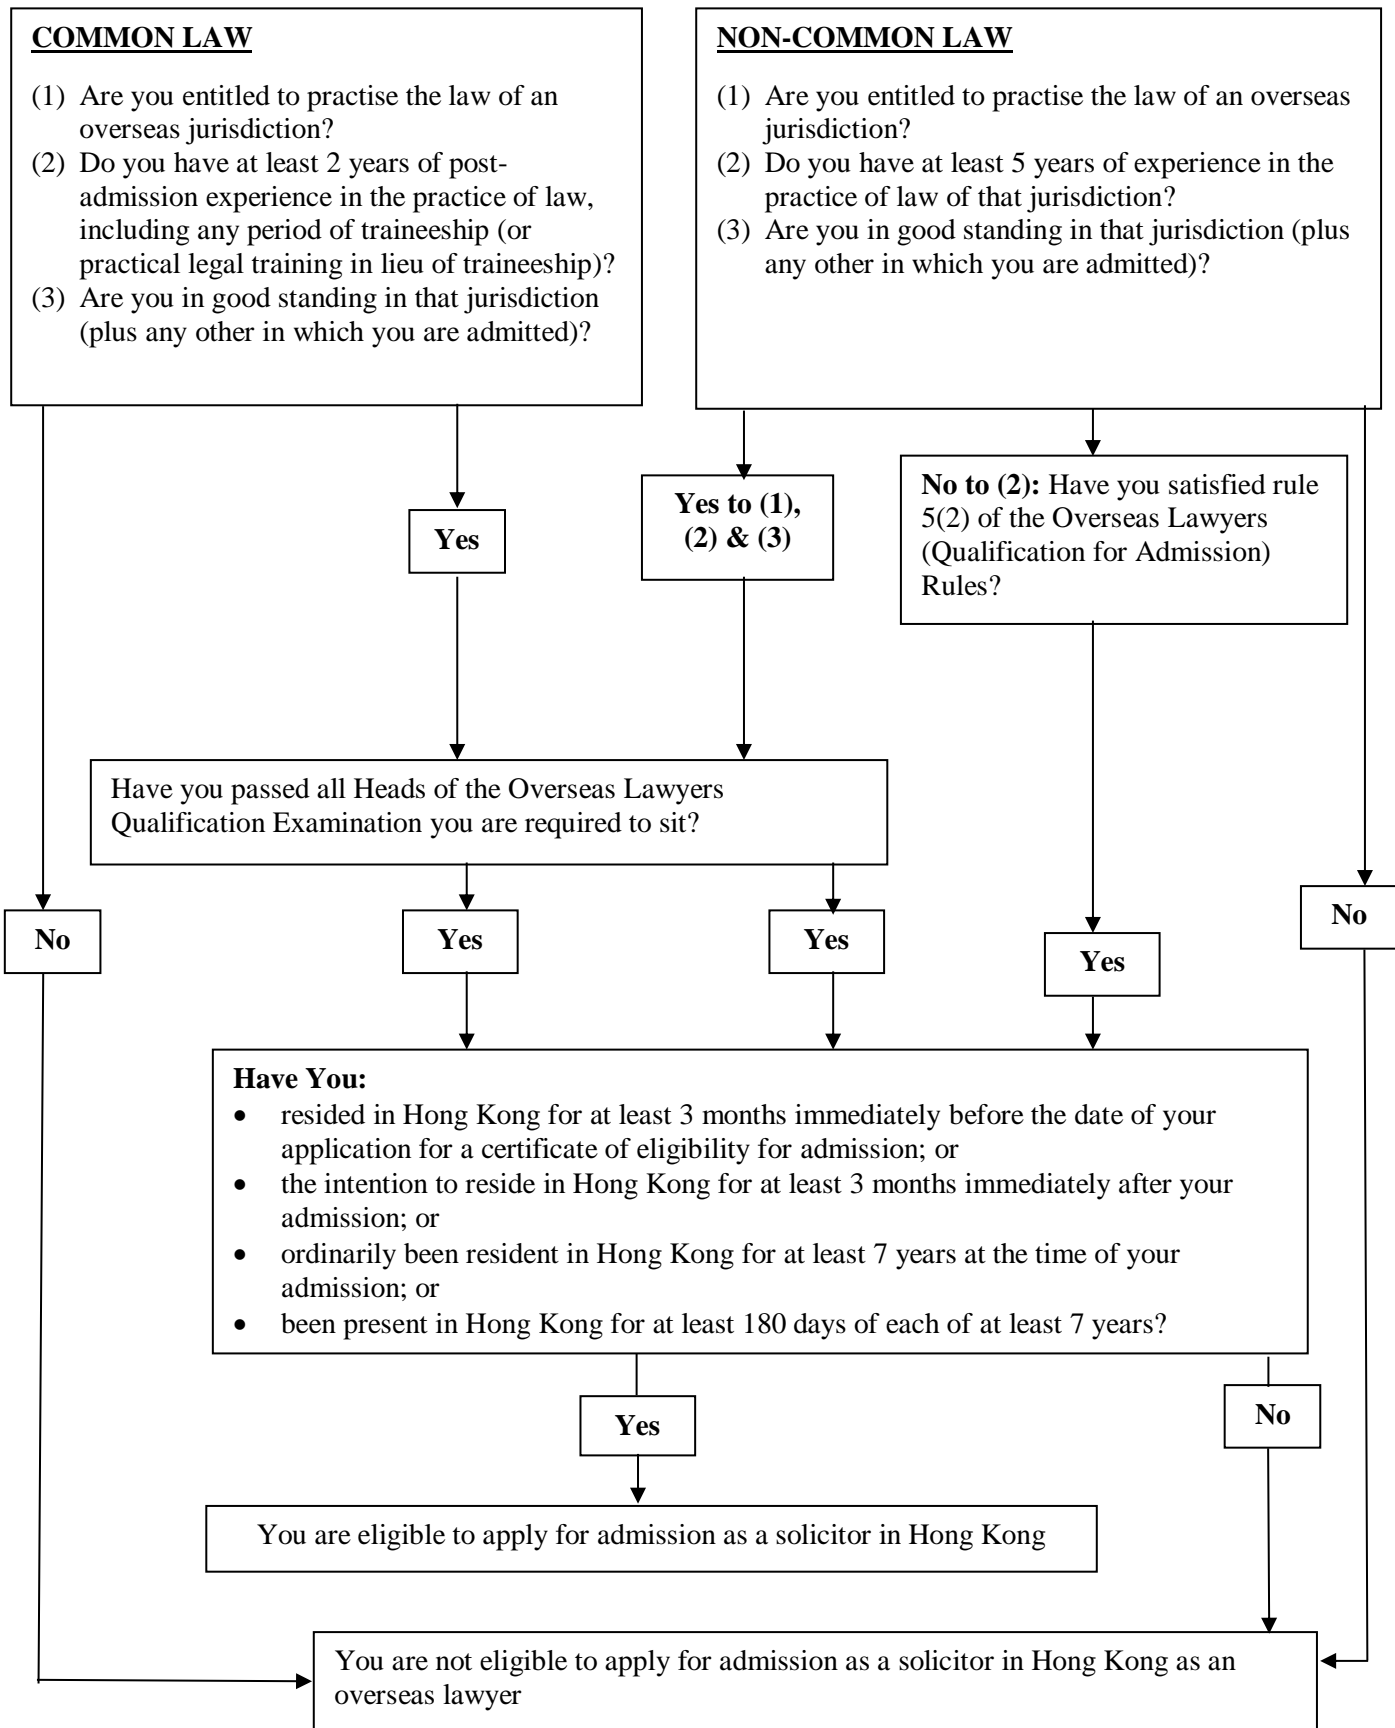 COMMON LAW
(1) Are you entitled to practise the law of an
overseas jurisdiction?
(2) Do you have at least 2 years of post-
admission experience in the practice of law,
including any period of traineeship (or
practical legal training in lieu of traineeship)?
(3) Are you in good standing in that jurisdiction
(plus any other in which you are admitted)?
NON-COMMON LAW
(1) Are you entitled to practise the law of an overseas
jurisdiction?
(2) Do you have at least 5 years of experience in the
practice of law of that jurisdiction?
(3) Are you in good standing in that jurisdiction (plus
any other in which you are admitted)?
Yes
Yes to (1),
(2) & (3)
No to (2): Have you satisfied rule
5(2) of the Overseas Lawyers
(Qualification for Admission)
Rules?
Have you passed all Heads of the Overseas Lawyers
Qualification Examination you are required to sit?
No
Yes
Yes
Yes
No
Have You:
• resided in Hong Kong for at least 3 months immediately before the date of your
application for a certificate of eligibility for admission; or
• the intention to reside in Hong Kong for at least 3 months immediately after your
admission; or
• ordinarily been resident in Hong Kong for at least 7 years at the time of your
admission; or
• been present in Hong Kong for at least 180 days of each of at least 7 years?
Yes
No
You are eligible to apply for admission as a solicitor in Hong Kong
You are not eligible to apply for admission as a solicitor in Hong Kong as an
overseas lawyer